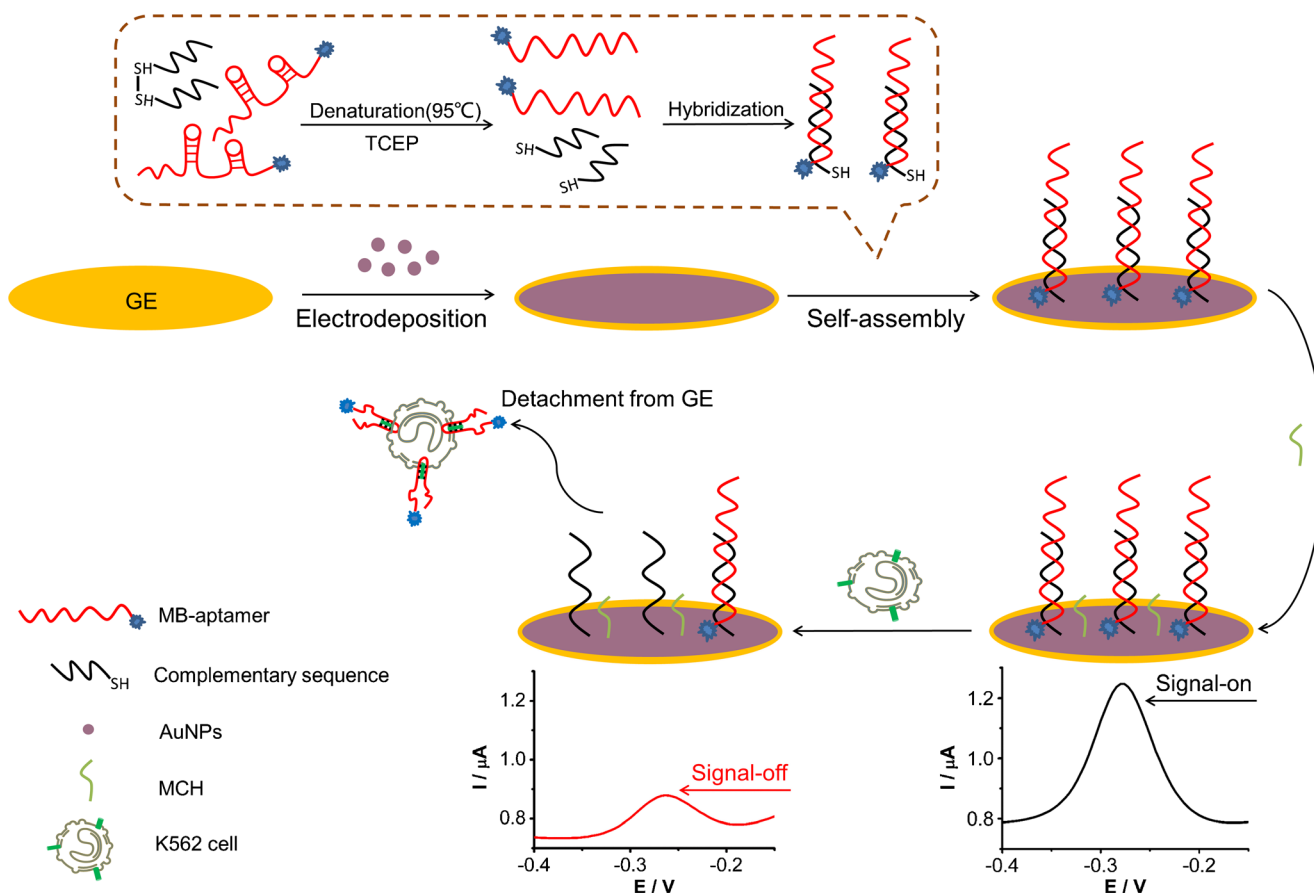 SH
SH
Denaturation(95℃)
TCEP
SH
SH
Hybridization
SH
SH
GE
Electrodeposition
Self-assembly
Detachment from GE
MB-aptamer
SH
Complementary sequence
AuNPs
MCH
K562 cell
1.2
1.0
0.8
I / μA
Signal-off
-0.4
-0.3
-0.2
E / V
1.2
1.0
0.8
I / μA
Signal-on
-0.4
-0.3
-0.2
E / V